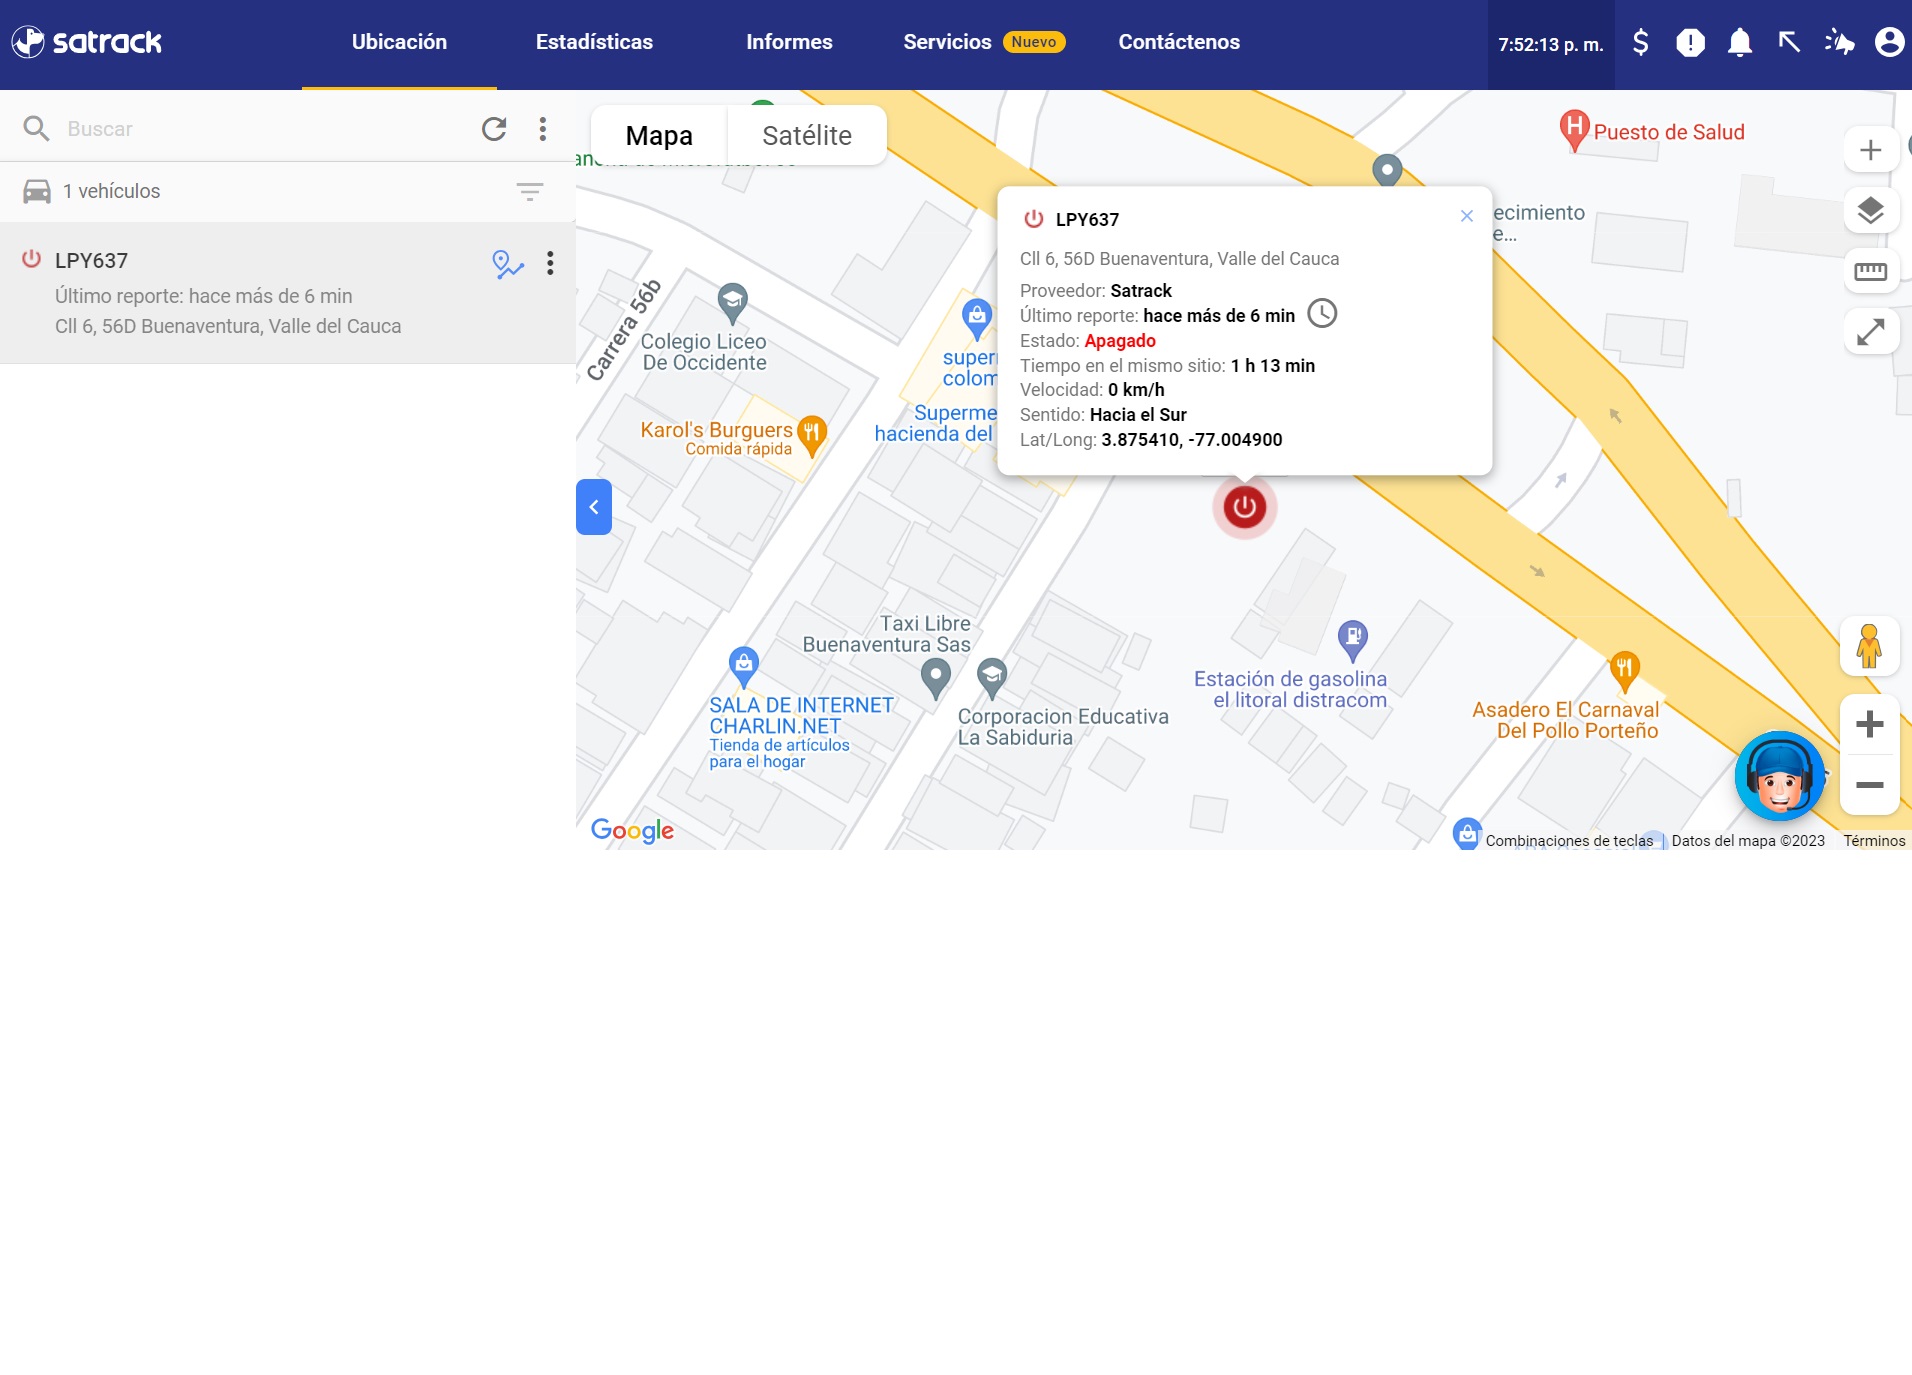 satrack
Ubicación
Estadísticas
Informes
Servicios Nuevo
Contáctenos
7:52:13 p. m.
Buscar
1 vehículos
LPY637
Último reporte: hace más de 6 min
Cll 6, 56D Buenaventura, Valle del Cauca
Mapa
Satélite
Puesto de Salud
ecimiento
e...
LPY637
Cll 6, 56D Buenaventura, Valle del Cauca
Proveedor: Satrack
Último reporte: hace más de 6 min
Estado: Apagado
Tiempo en el mismo sitio: 1 h 13 min
Velocidad: 0 km/h
Sentido: Hacia el Sur
Lat/Long: 3.875410, -77.004900
Carrera 56b
Colegio Liceo
De Occidente
super
colom
Superme
hacienda del
Karol's Burguers
Comida rápida
Taxi Libre
Buenaventura Sas
SALA DE INTERNET
CHARLIN.NET
Tienda de artículos
para el hogar
Corporacion Educativa
La Sabiduria
Estación de gasolina
el litoral distracom
Asadero El Carnaval
Del Pollo Porteño
Google
Combinaciones de teclas
Datos del mapa ©2023
Términos